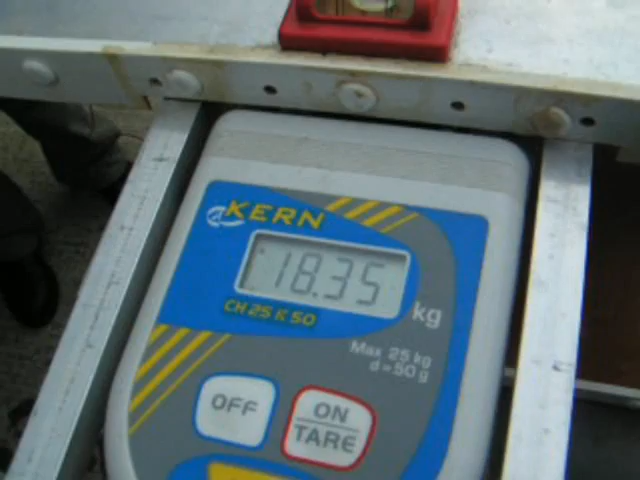 KERN
18.35
kg
CH 25 K 50
Max 25 kg
d=50 g
OFF
ON
TARE